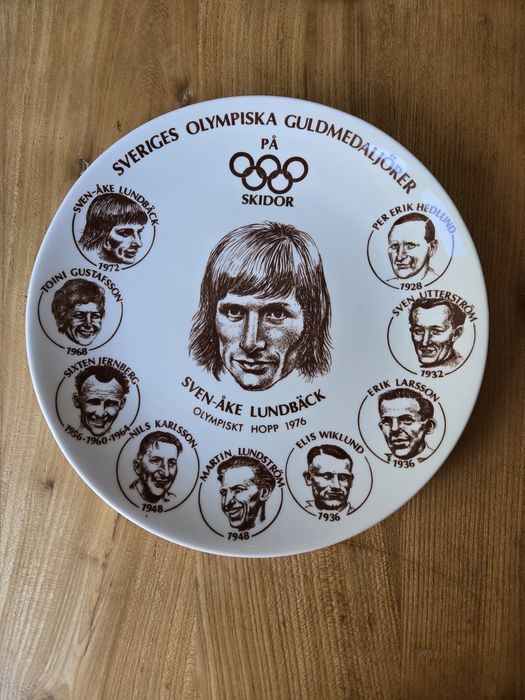 SVERIGES OLYMPISKA GULDMEDALJÖRER
PÅ
SKIDOR
SVEN-ÅKE LUNDBÄCK
1972
TOINI GUSTAFSSON
1968
SIXTEN JERNBERG
1956-1960-1964
NILS KARLSSON
1948
MARTIN LUNDSTRÖM
1948
ELIS WIKLUND
1936
ERIK LARSSON
1936
SVEN UTTERSTRÖM
1932
PER ERIK HEDLUND
1928
SVEN-ÅKE LUNDBÄCK
OLYMPISKT HOPP 1976